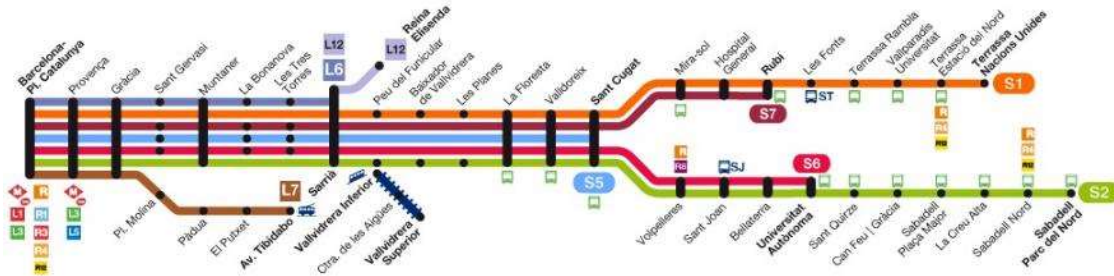 Barcelona-
Pl. Catalunya
Provença
Gràcia
Sant Gervasi
Muntaner
La Bonanova
Les Tres
Torres
L12
L6
L12
Reina
Elisenda
Peu del Funicular
Baixador
de Vallvidrera
Les Planes
La Floresta
Valldoreix
Sant Cugat
Mira-sol
Hospital
General
Rubí
Les Fonts
Terrassa Rambla
Vallparadís
Universitat
Terrassa
Estació del Nord
Terrassa
Nacions Unides
S1
ST
S7
R
R4
R12
R
R8
SJ
S6
S5
R
R4
R12
S2
M
L1
L3
R
R1
R3
R4
R12
M
L3
L5
Pl. Molina
Pàdua
El Putxet
L7
Av. Tibidabo
Sarrià
Vallvidrera Inferior
Ctra. de les Aigües
Vallvidrera
Superior
Volpelleres
Sant Joan
Bellaterra
Universitat
Autònoma
Sant Quirze
Can Feu | Gràcia
Sabadell
Plaça Major
La Creu Alta
Sabadell Nord
Sabadell
Parc del Nord